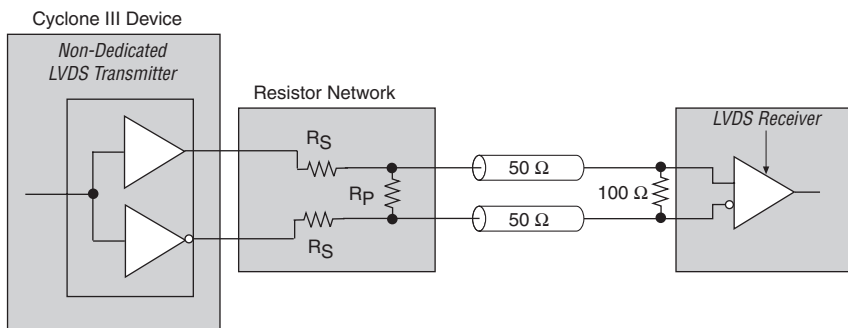 Cyclone III Device
Non-Dedicated
LVDS Transmitter
Resistor Network
LVDS Receiver
RS
50 Ω
RP
100 Ω
50 Ω
RS